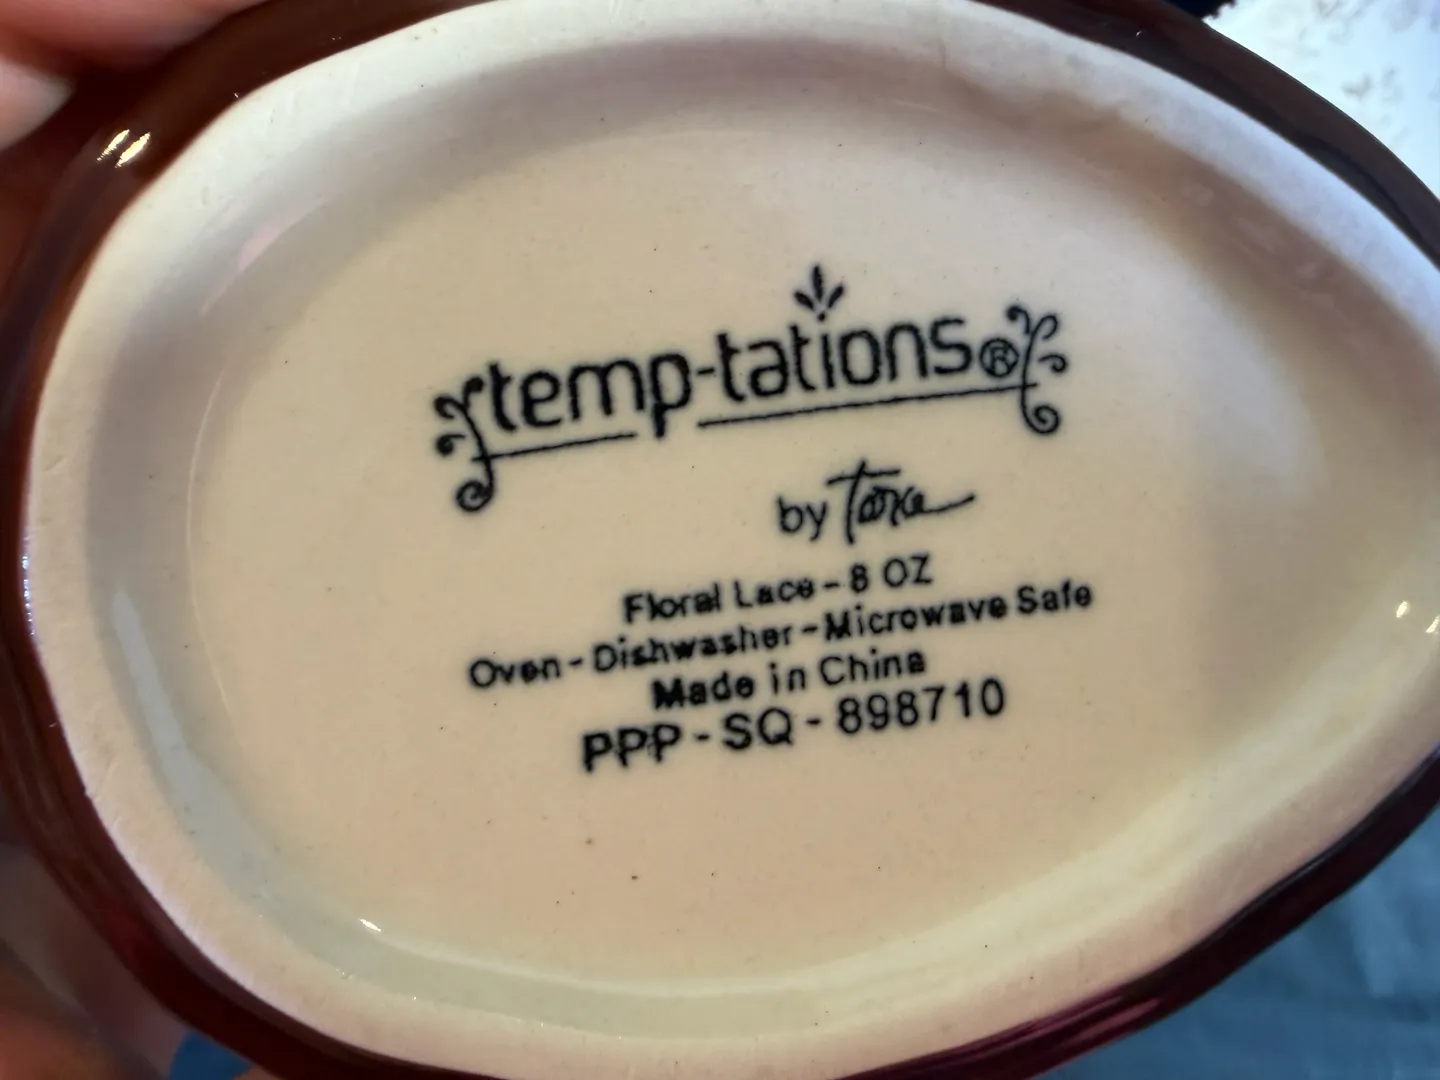 temp-tations®
by Tara
Floral Lace - 8 OZ
Oven - Dishwasher - Microwave Safe
Made in China
PPP - SQ - 898710